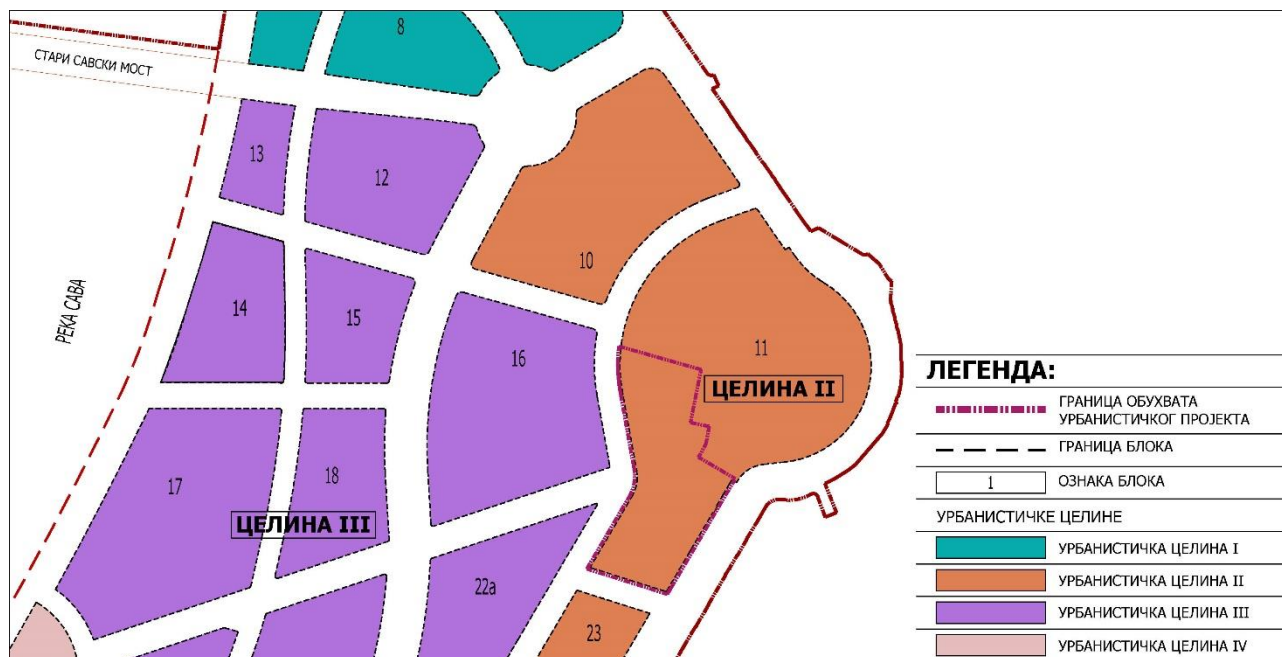 8
СТАРИ САВСКИ МОСТ
13
12
10
РЕКА САВА
14
15
16
11
ЦЕЛИНА II
17
18
ЦЕЛИНА III
22а
23
ЛЕГЕНДА:
ГРАНИЦА ОБУХВАТА
УРБАНИСТИЧКОГ ПРОЈЕКТА
ГРАНИЦА БЛОКА
1 ОЗНАКА БЛОКА
УРБАНИСТИЧКЕ ЦЕЛИНЕ
УРБАНИСТИЧКА ЦЕЛИНА I
УРБАНИСТИЧКА ЦЕЛИНА II
УРБАНИСТИЧКА ЦЕЛИНА III
УРБАНИСТИЧКА ЦЕЛИНА IV